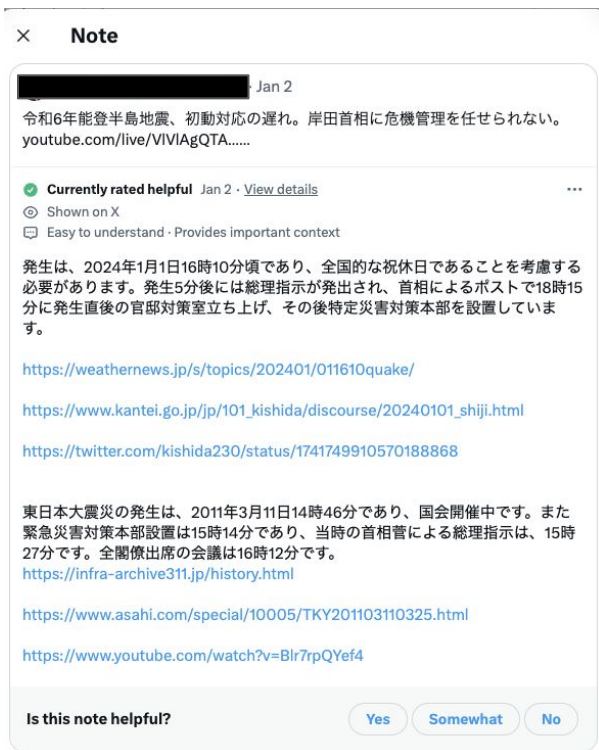 × Note
· Jan 2
令和6年能登半島地震、初動対応の遅れ。岸田首相に危機管理を任せられない。
youtube.com/live/VlVlAgQTA......
Currently rated helpful Jan 2 · View details
Shown on X
Easy to understand · Provides important context
発生は、2024年1月1日16時10分頃であり、全国的な祝休日であることを考慮する
必要があります。発生5分後には総理指示が発出され、首相によるポストで18時15
分に発生直後の官邸対策室立ち上げ、その後特定災害対策本部を設置していま
す。
https://weathernews.jp/s/topics/202401/011610quake/
https://www.kantei.go.jp/jp/101_kishida/discourse/20240101_shiji.html
https://twitter.com/kishida230/status/1741749910570188868
東日本大震災の発生は、2011年3月11日14時46分であり、国会開催中です。また
緊急災害対策本部設置は15時14分であり、当時の首相菅による総理指示は、15時
27分です。全閣僚出席の会議は16時12分です。
https://infra-archive311.jp/history.html
https://www.asahi.com/special/10005/TKY201103110325.html
https://www.youtube.com/watch?v=Blr7rpQYef4
Is this note helpful? Yes Somewhat No